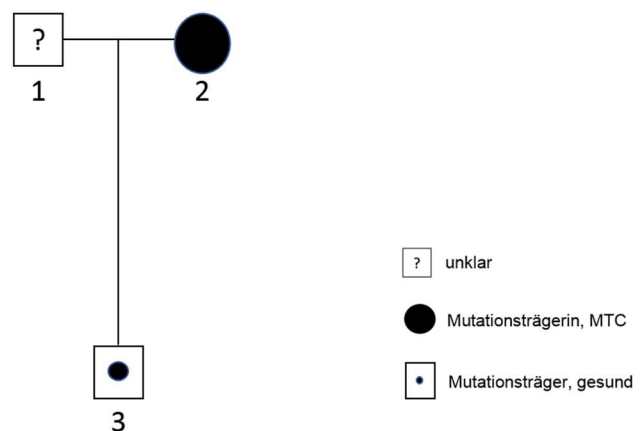 ?
1 2
3
? unklar
Mutationsträgerin, MTC
Mutationsträger, gesund